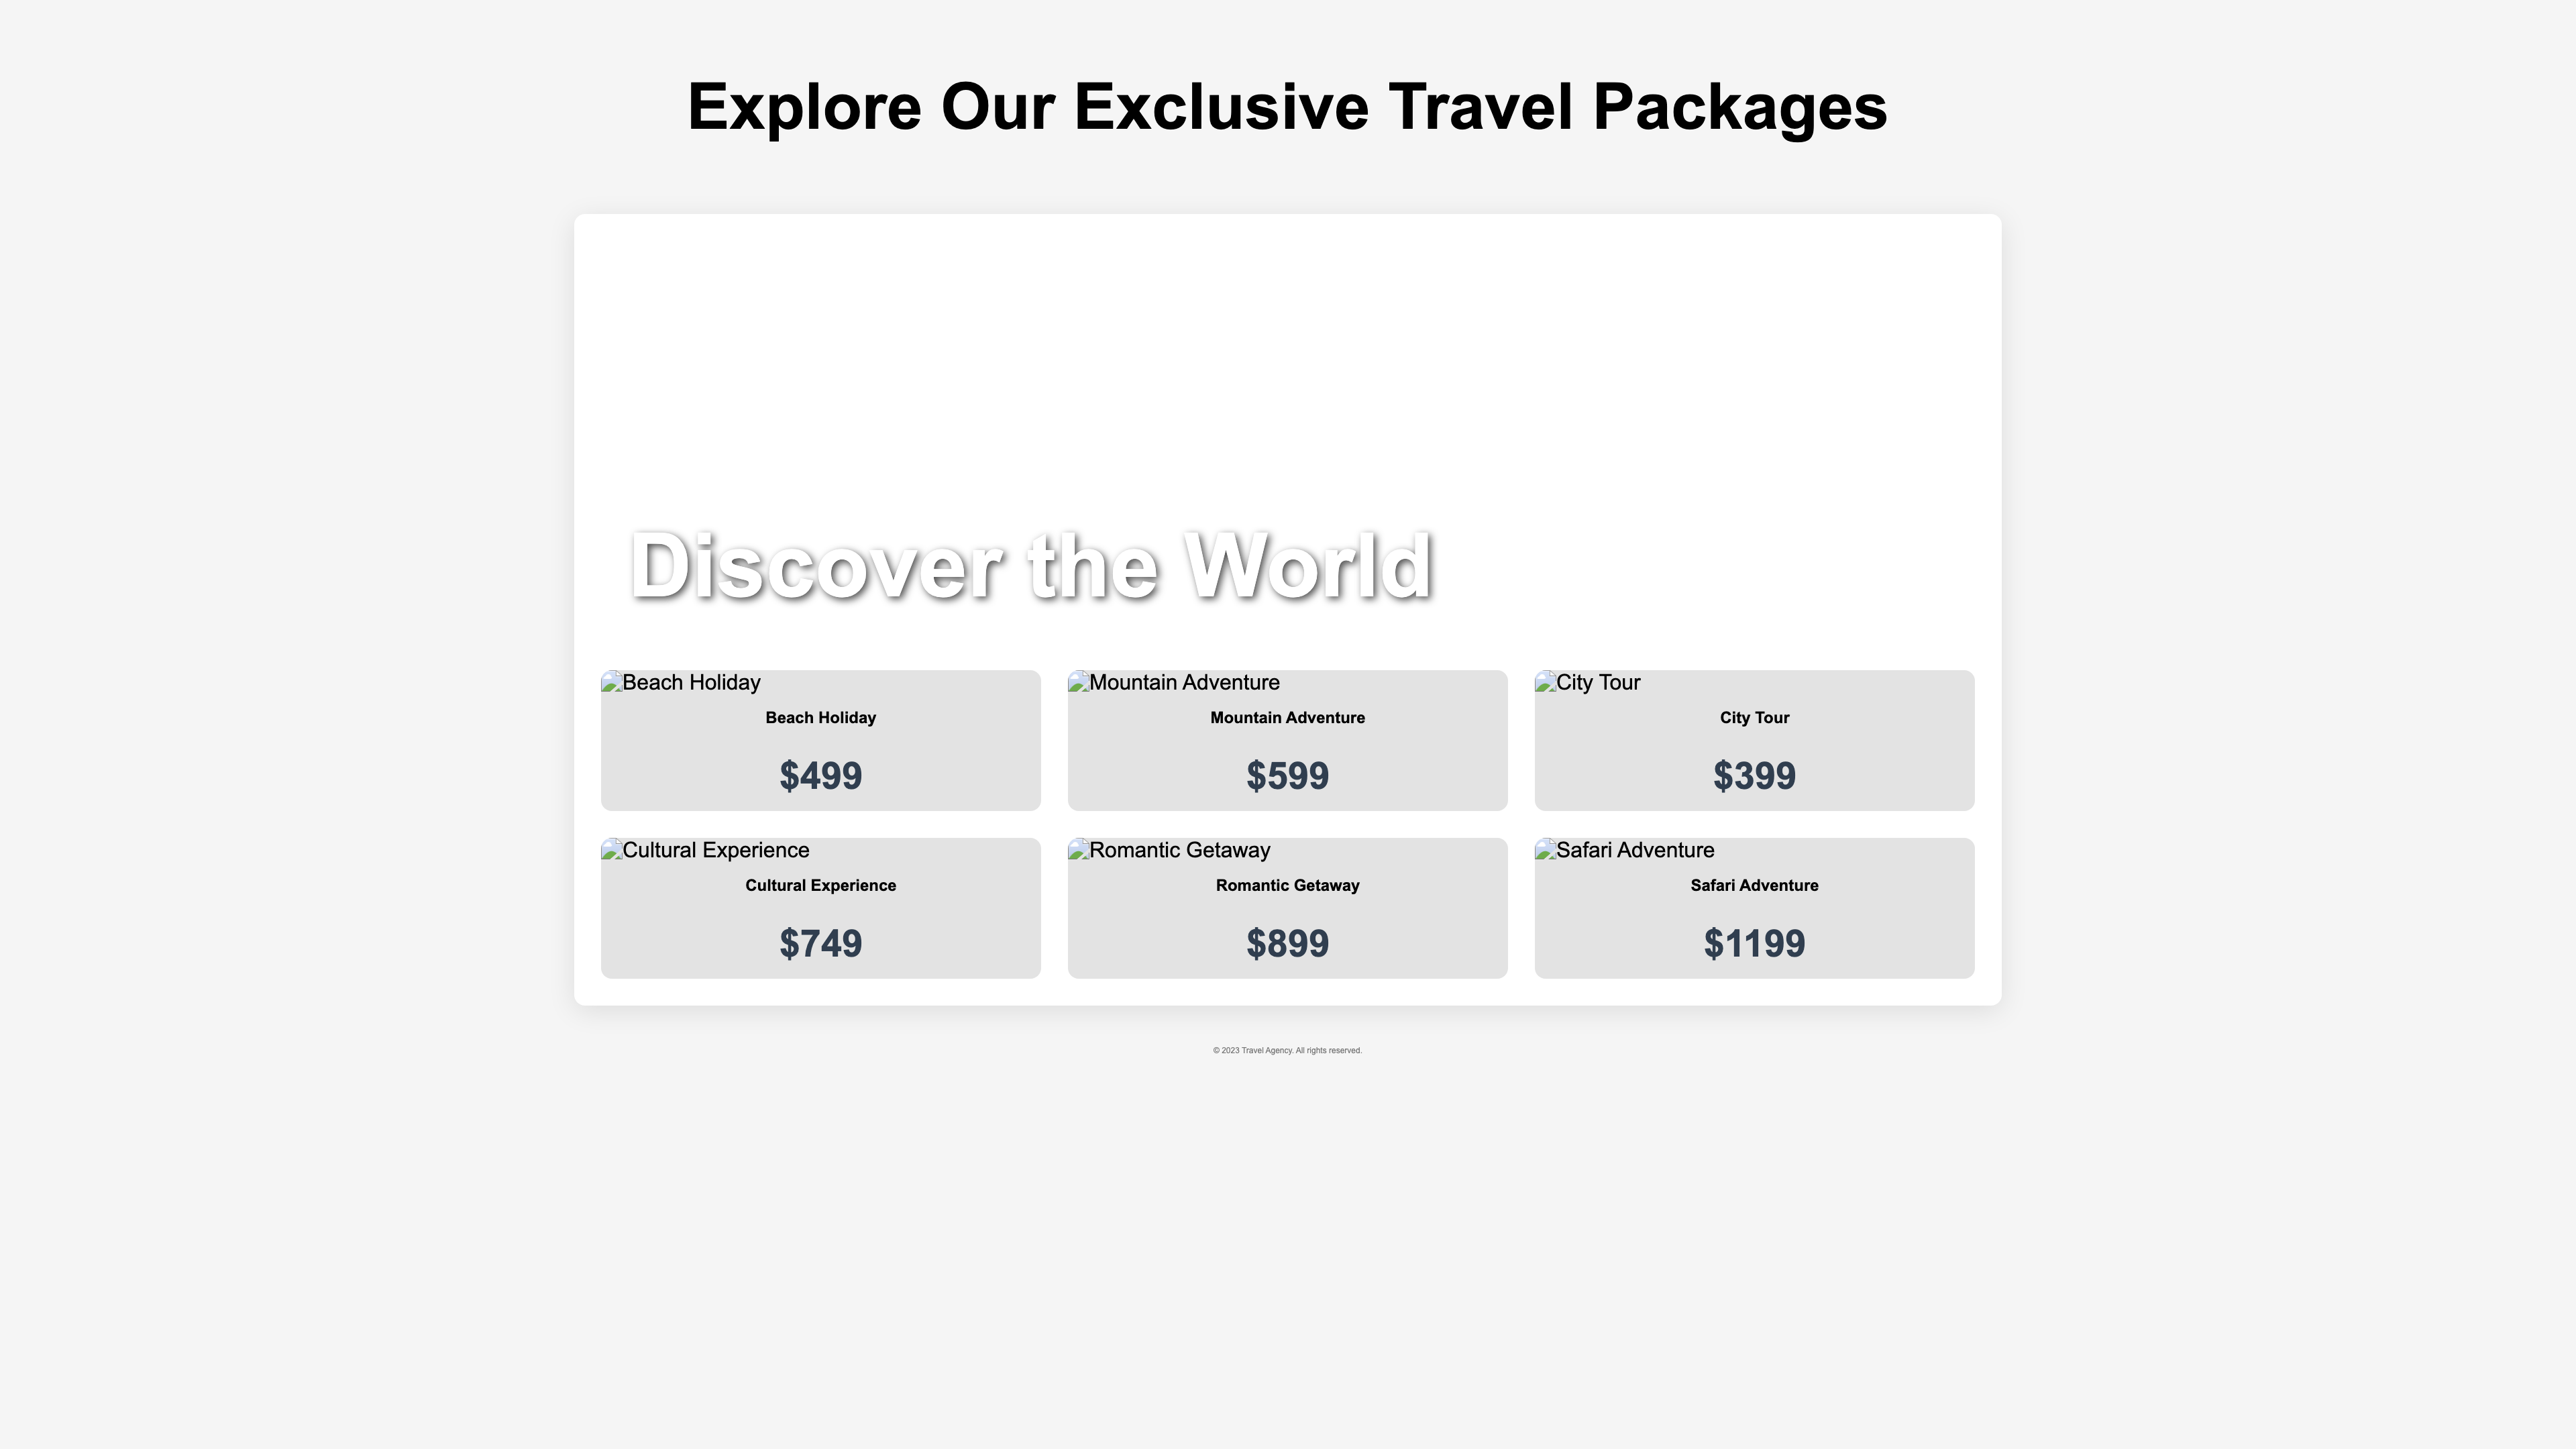 Explore Our Exclusive Travel Packages
Discover the World
Beach Holiday
Beach Holiday
$499
Mountain Adventure
Mountain Adventure
$599
City Tour
City Tour
$399
Cultural Experience
Cultural Experience
$749
Romantic Getaway
Romantic Getaway
$899
Safari Adventure
Safari Adventure
$1199
© 2023 Travel Agency. All rights reserved.